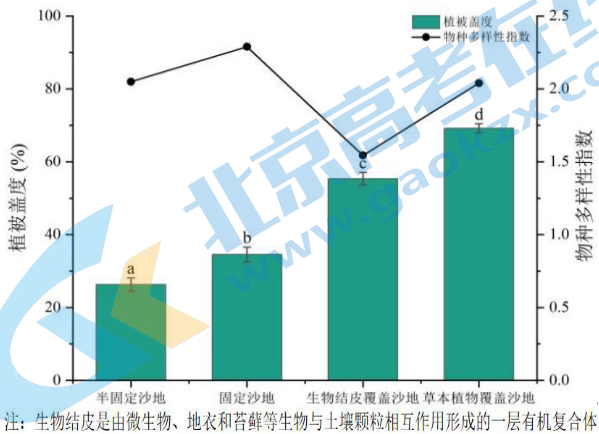 植被盖度
物种多样性指数
100
80
60
40
20
0
植被盖度 (%)
2.5
2.0
1.5
1.0
0.5
0.0
物种多样性指数
a
b
c
d
半固定沙地
固定沙地
生物结皮覆盖沙地
草本植物覆盖沙地
北京高考在线
www.gaokzx.com
注：生物结皮是由微生物、地衣和苔藓等生物与土壤颗粒相互作用形成的一层有机复合体